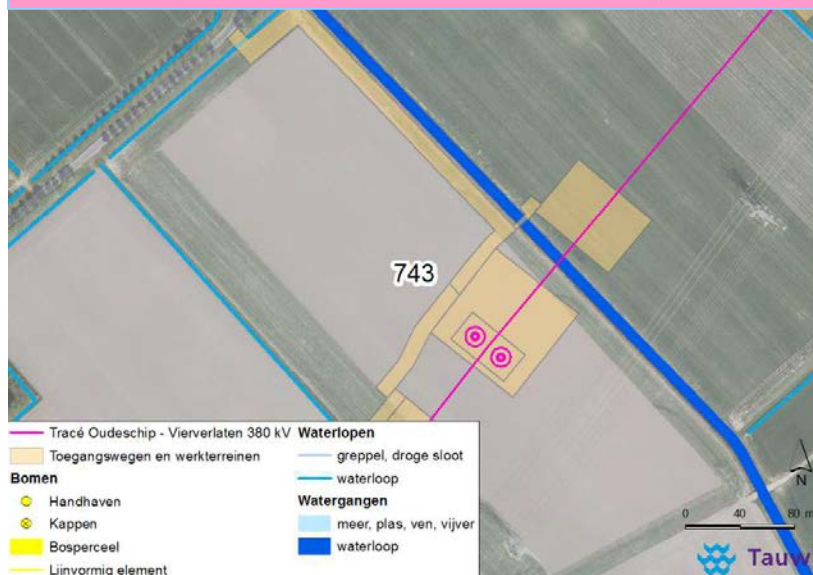 743
Tracé Oudeschip - Vierverlaten 380 kV
Toegangswegen en werkterreinen
Bomen
Handhaven
Kappen
Bosperceel
Lijnvormig element
Waterlopen
greppel, droge sloot
waterloop
Watergangen
meer, plas, ven, vijver
waterloop
N
0 40 80 m
Tauw